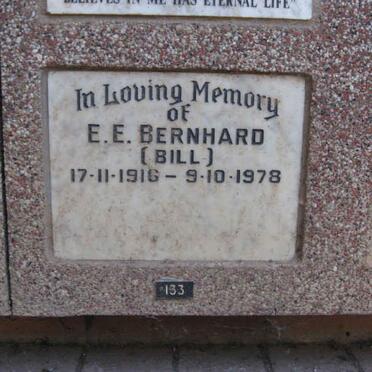 BELIEVES IN ME HAS ETERNAL LIFE"
In Loving Memory
of
E. E. BERNHARD
(BILL)
17-11-1916 - 9-10-1978
133